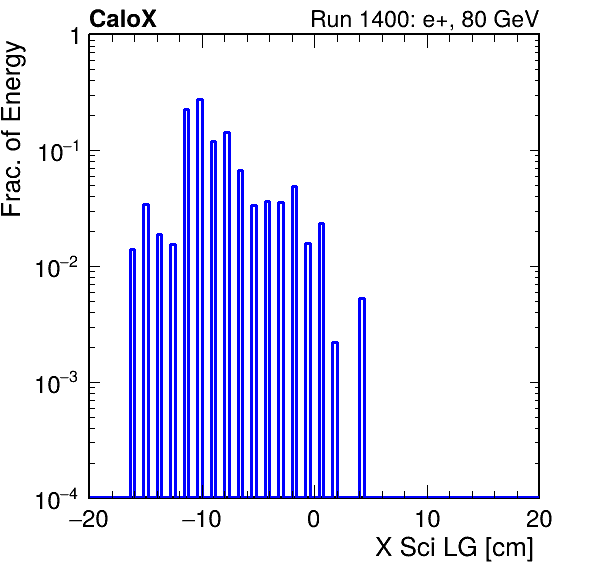 CaloX Run 1400: e+, 80 GeV
Frac. of Energy
1
10⁻¹
10⁻²
10⁻³
10⁻⁴
−20 −10 0 10 20
X Sci LG [cm]